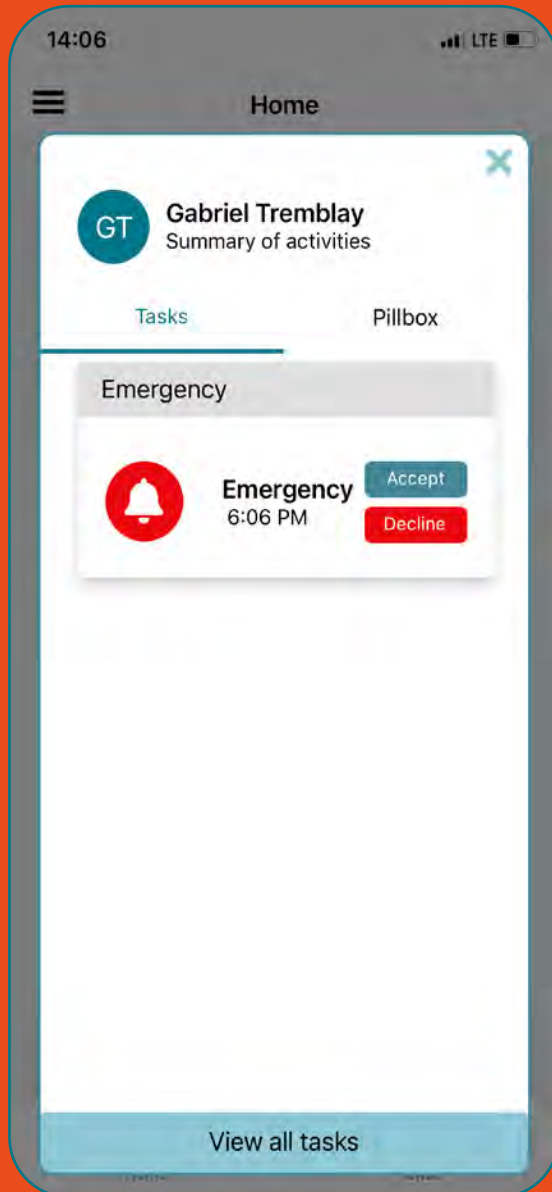 14:06 LTE
Home
GT
Gabriel Tremblay
Summary of activities
Tasks Pillbox
Emergency
Emergency
6:06 PM
Accept
Decline
View all tasks